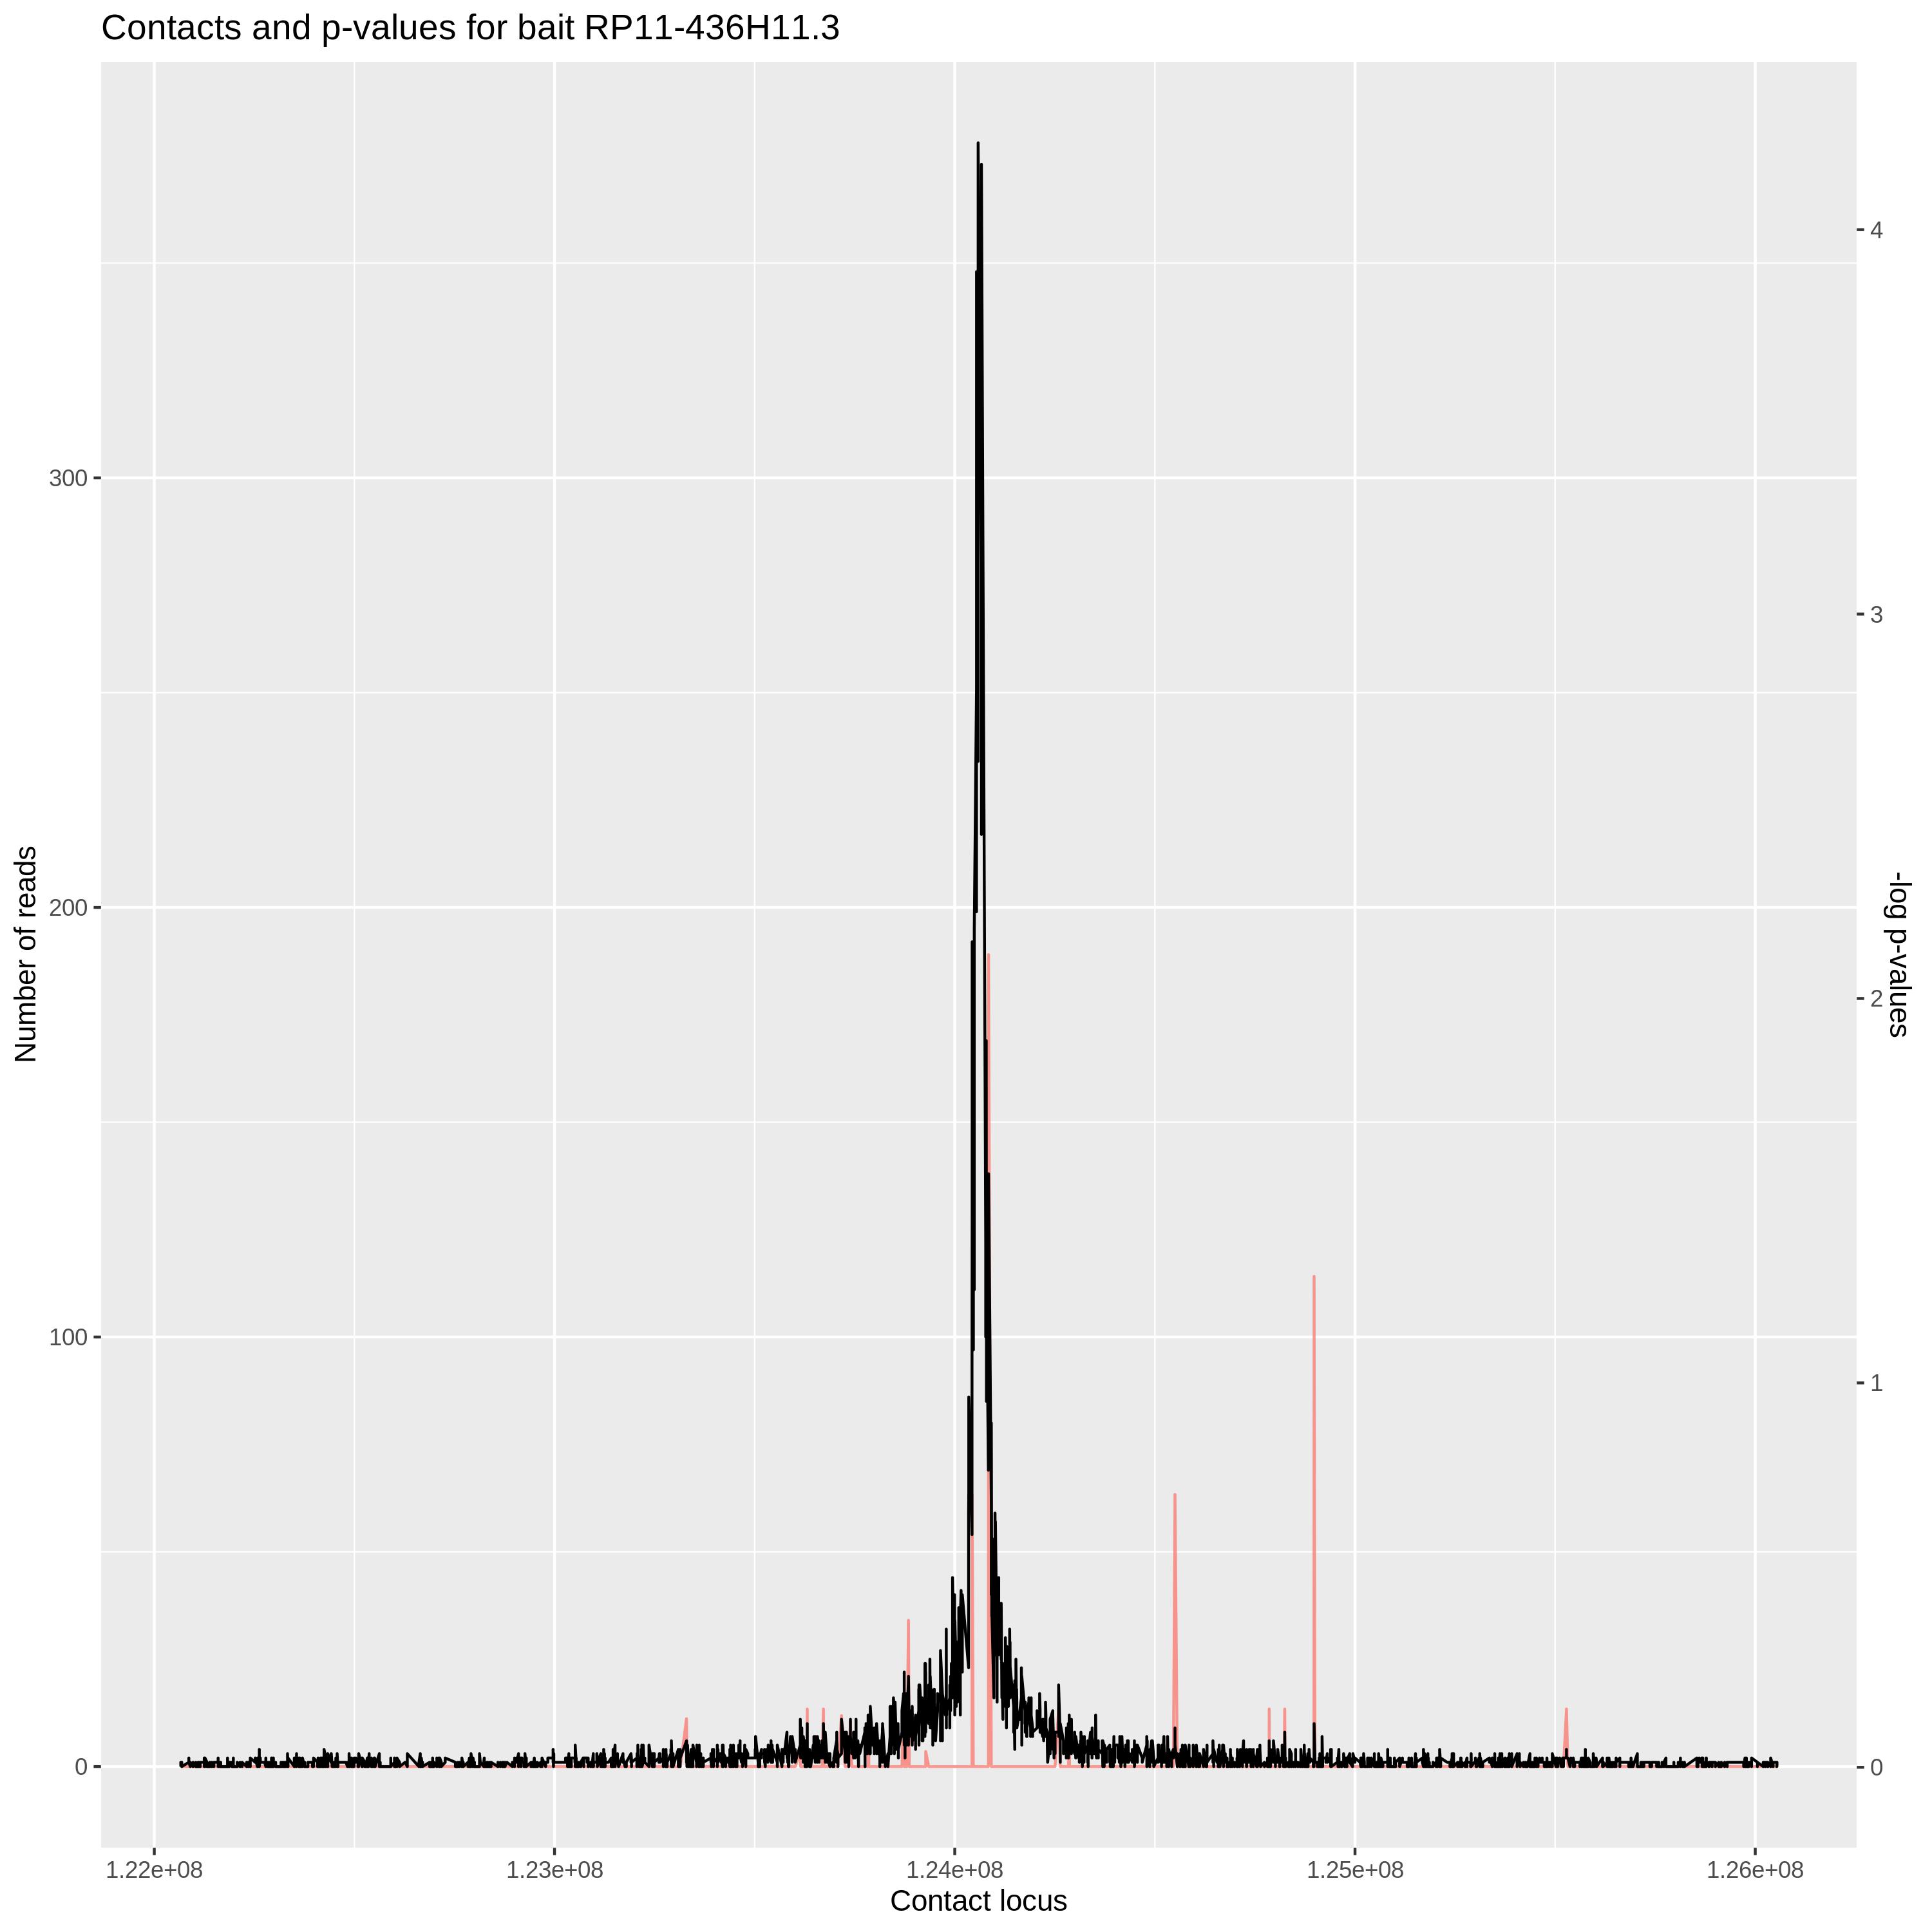 Contacts and p-values for bait RP11-436H11.3
Number of reads
300
200
100
0
4
3
2
1
0
-log p-values
1.22e+08
1.23e+08
1.24e+08
1.25e+08
1.26e+08
Contact locus